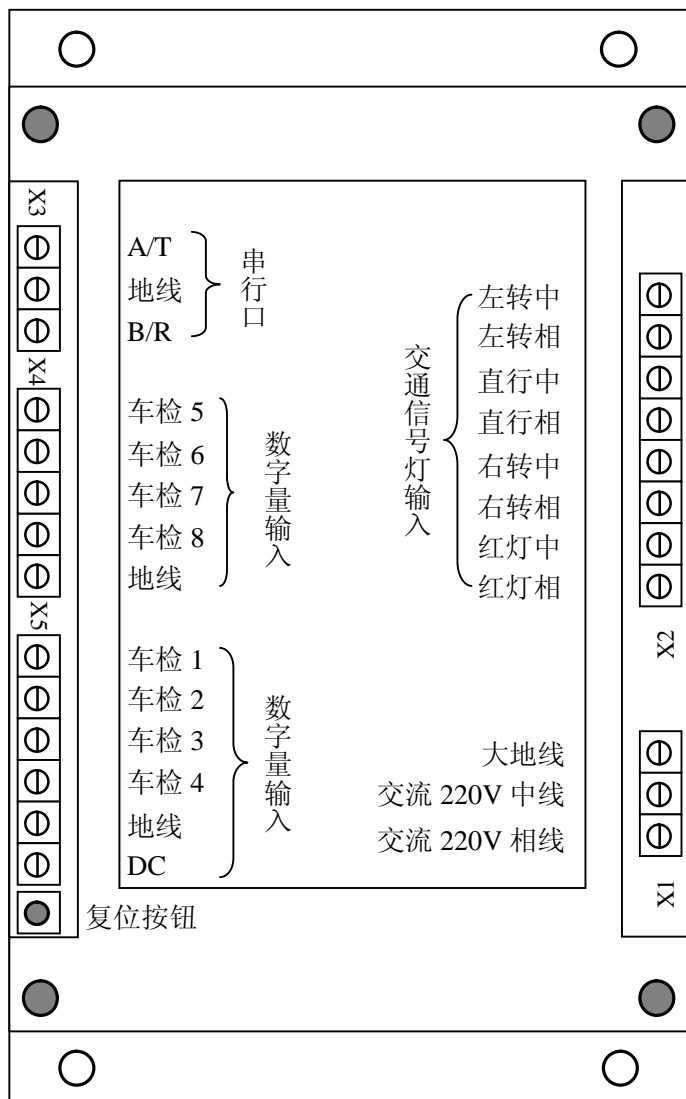 X3
A/T
地线
B/R
串行口
X4
车检 5
车检 6
车检 7
车检 8
地线
数字量输入
X5
车检 1
车检 2
车检 3
车检 4
地线
DC
数字量输入
复位按钮
交通信号灯输入
左转中
左转相
直行中
直行相
右转中
右转相
红灯中
红灯相
X2
大地线
交流 220V 中线
交流 220V 相线
X1